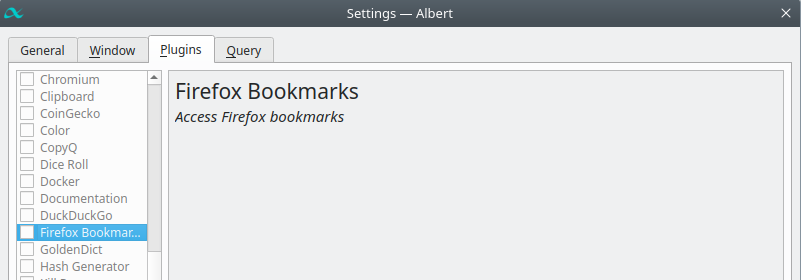 Settings — Albert
General Window Plugins Query
Chromium
Clipboard
CoinGecko
Color
CopyQ
Dice Roll
Docker
Documentation
DuckDuckGo
Firefox Bookmar...
GoldenDict
Hash Generator
Firefox Bookmarks
Access Firefox bookmarks